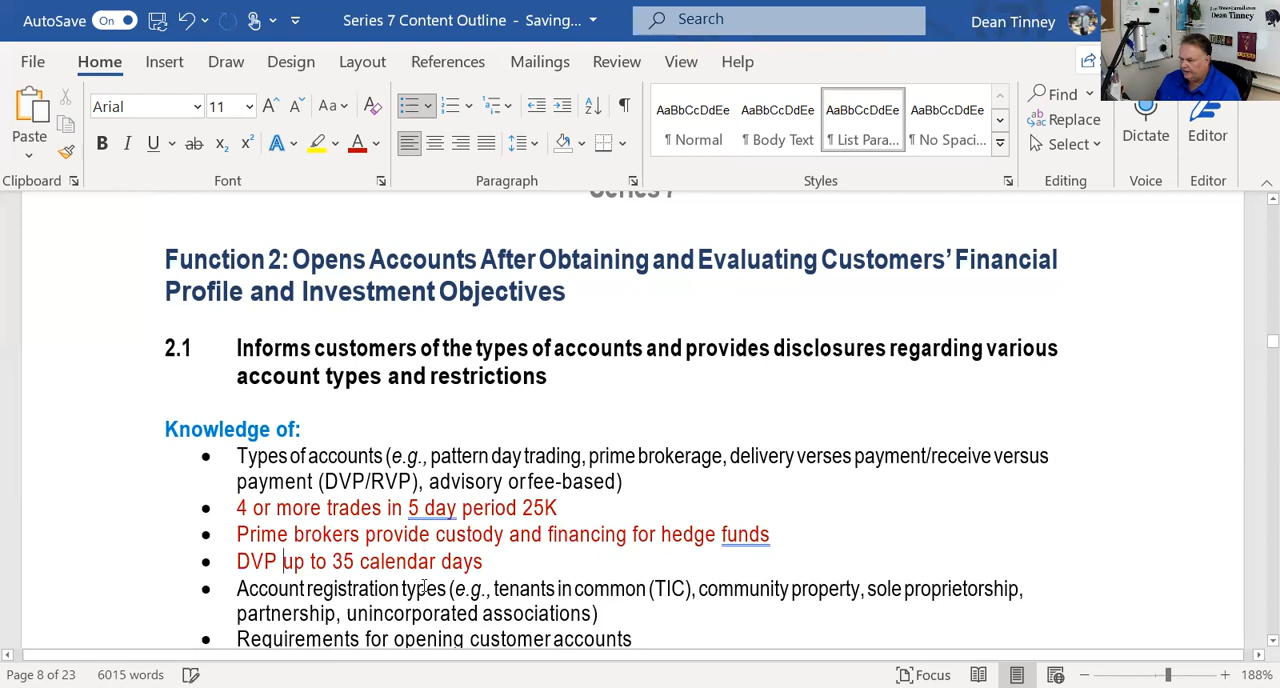 AutoSave On Series 7 Content Outline - Saving... Search Dean Tinney
File Home Insert Draw Design Layout References Mailings Review View Help
Paste
Clipboard
Arial 11 Aa
B I U ab x2 x2 A A
Font
Paragraph
AaBbCcDdEe AaBbCcDdEe AaBbCcDdEe AaBbCcDdEe
¶ Normal ¶ Body Text ¶ List Para... ¶ No Spaci...
Styles
Find
Replace
Select
Editing
Dictate
Voice
Editor
Editor
Dean Tinney
Series 7
Function 2: Opens Accounts After Obtaining and Evaluating Customers' Financial
Profile and Investment Objectives
2.1 Informs customers of the types of accounts and provides disclosures regarding various
account types and restrictions
Knowledge of:
• Types of accounts (e.g., pattern day trading, prime brokerage, delivery verses payment/receive versus
payment (DVP/RVP), advisory or fee-based)
• 4 or more trades in 5 day period 25K
• Prime brokers provide custody and financing for hedge funds
• DVP up to 35 calendar days
• Account registration types (e.g., tenants in common (TIC), community property, sole proprietorship,
partnership, unincorporated associations)
• Requirements for opening customer accounts
Page 8 of 23 6015 words Focus 188%